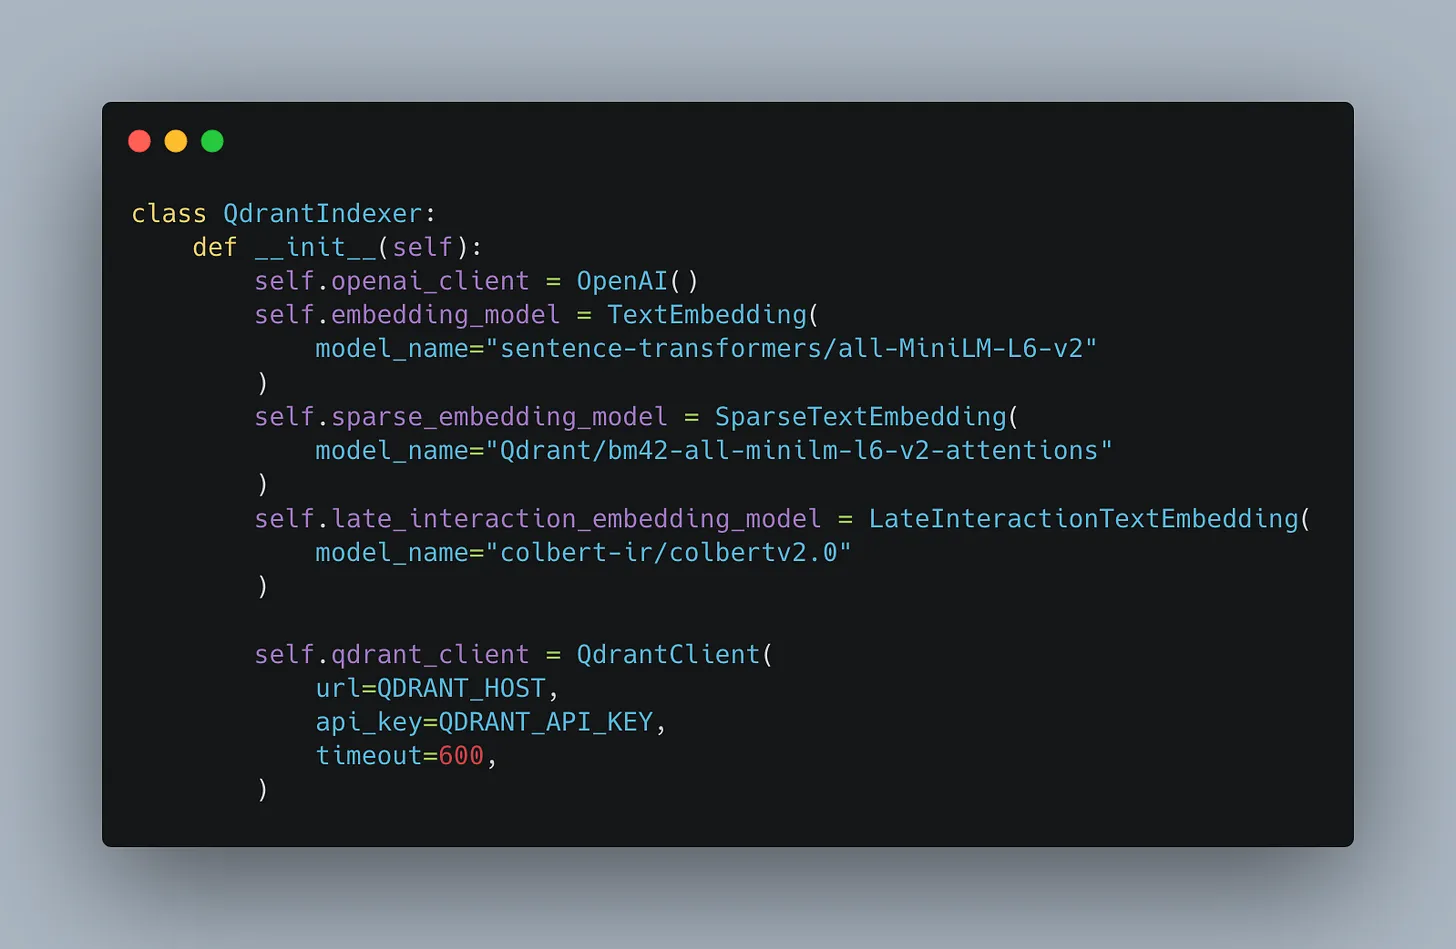 class QdrantIndexer:
    def __init__(self):
        self.openai_client = OpenAI()
        self.embedding_model = TextEmbedding(
            model_name="sentence-transformers/all-MiniLM-L6-v2"
        )
        self.sparse_embedding_model = SparseTextEmbedding(
            model_name="Qdrant/bm42-all-minilm-l6-v2-attentions"
        )
        self.late_interaction_embedding_model = LateInteractionTextEmbedding(
            model_name="colbert-ir/colbertv2.0"
        )

        self.qdrant_client = QdrantClient(
            url=QDRANT_HOST,
            api_key=QDRANT_API_KEY,
            timeout=600,
        )